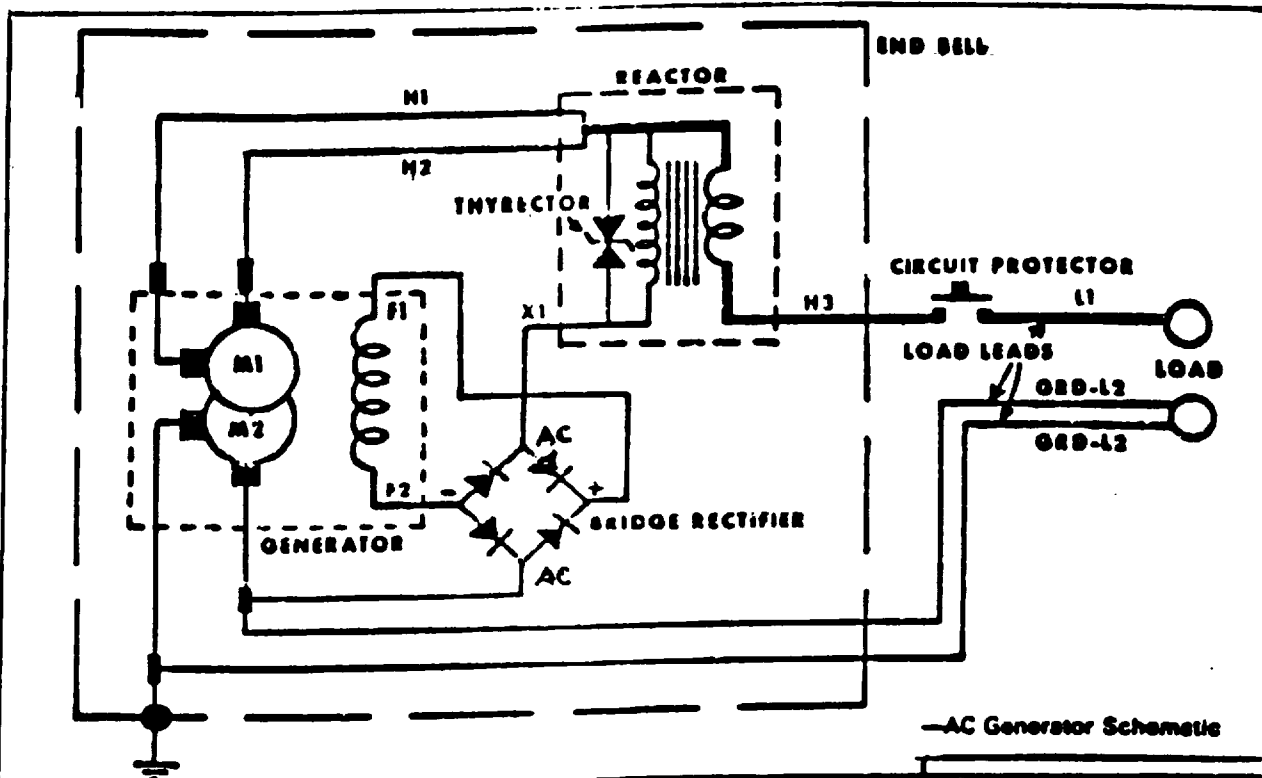 END BELL
REACTOR
H1
H2
THYRECTOR
CIRCUIT PROTECTOR
F1
X1
H3
L1
M1
LOAD LEADS
LOAD
GRD-L2
M2
AC
GRD-L2
F2
-
+
BRIDGE RECTIFIER
GENERATOR
AC
—AC Generator Schematic